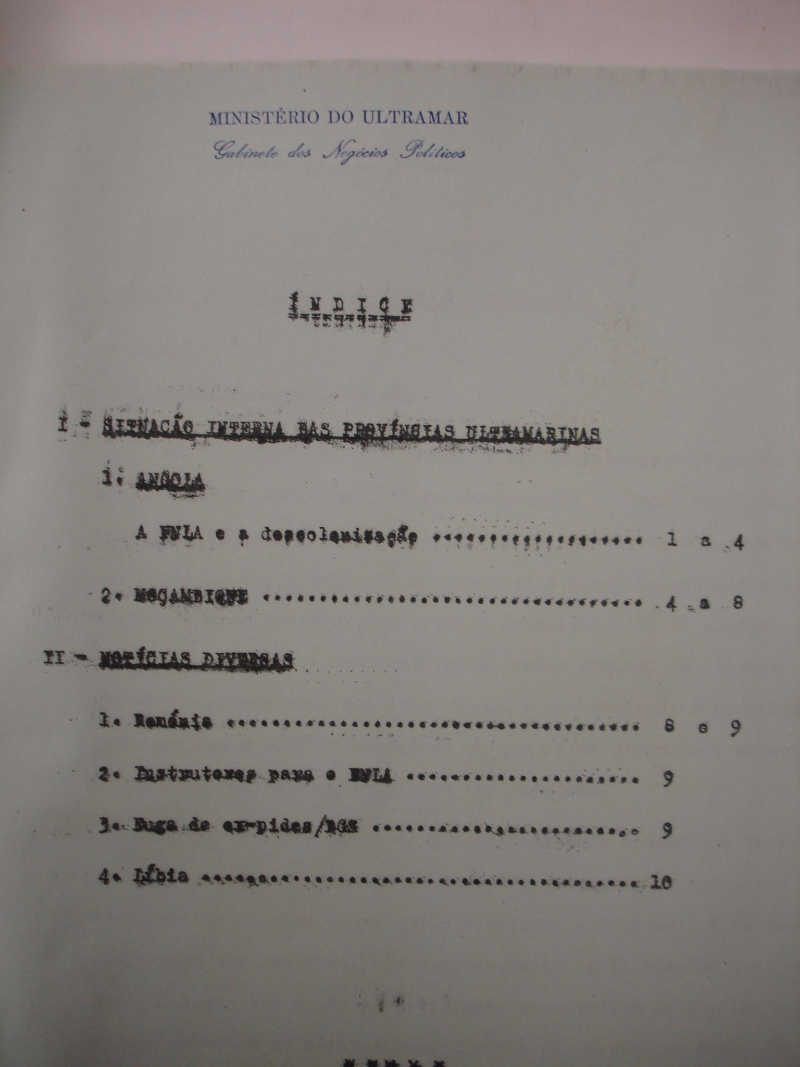 MINISTÉRIO DO ULTRAMAR
Gabinete dos Negócios Políticos
ÍNDICE
I - SITUAÇÃO INTERNA DAS PROVÍNCIAS ULTRAMARINAS
1. ANGOLA
A FNLA e a descolonização .................................. 1 a 4
2. MOÇAMBIQUE .................................. 4 a 8
II - NOTÍCIAS DIVERSAS
1. Roménia .................................. 8 e 9
2. Instrutores para a FNLA .................................. 9
3. Fuga de ex-pides/DGS .................................. 9
4. Líbia .................................. 10